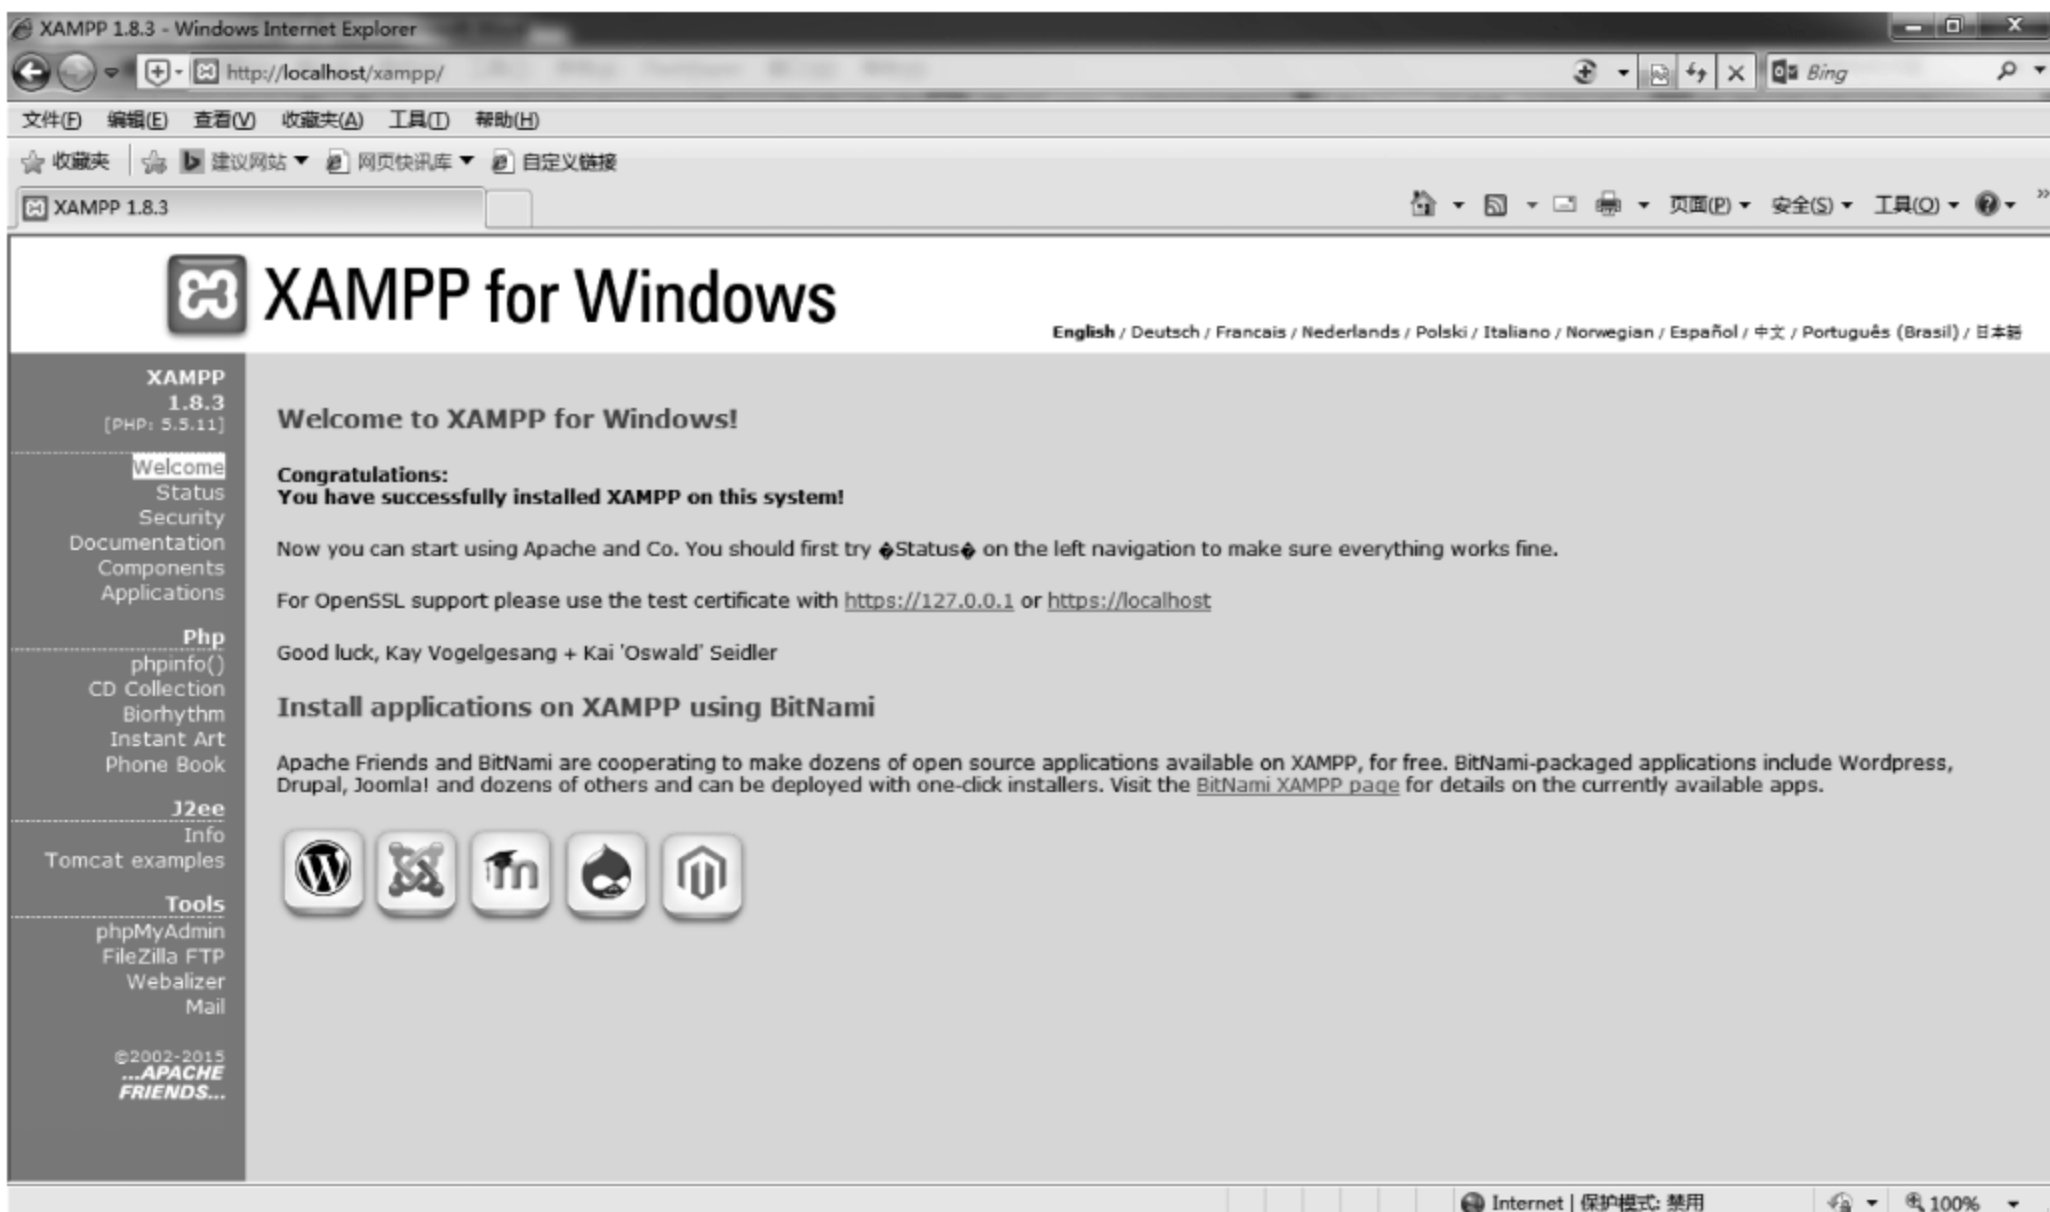 XAMPP 1.8.3 - Windows Internet Explorer
http://localhost/xampp/
Bing
文件(F) 编辑(E) 查看(V) 收藏夹(A) 工具(T) 帮助(H)
收藏夹 建议网站 网页快讯库 自定义链接
XAMPP 1.8.3
页面(P) 安全(S) 工具(O)
XAMPP for Windows
English / Deutsch / Francais / Nederlands / Polski / Italiano / Norwegian / Español / 中文 / Português (Brasil) / 日本語
XAMPP
1.8.3
[PHP: 5.5.11]
Welcome
Status
Security
Documentation
Components
Applications
Php
phpinfo()
CD Collection
Biorhythm
Instant Art
Phone Book
J2ee
Info
Tomcat examples
Tools
phpMyAdmin
FileZilla FTP
Webalizer
Mail
©2002-2015
...APACHE
FRIENDS...
Welcome to XAMPP for Windows!
Congratulations:
You have successfully installed XAMPP on this system!
Now you can start using Apache and Co. You should first try �Status� on the left navigation to make sure everything works fine.
For OpenSSL support please use the test certificate with https://127.0.0.1 or https://localhost
Good luck, Kay Vogelgesang + Kai 'Oswald' Seidler
Install applications on XAMPP using BitNami
Apache Friends and BitNami are cooperating to make dozens of open source applications available on XAMPP, for free. BitNami-packaged applications include Wordpress,
Drupal, Joomla! and dozens of others and can be deployed with one-click installers. Visit the BitNami XAMPP page for details on the currently available apps.
Internet | 保护模式: 禁用
100%